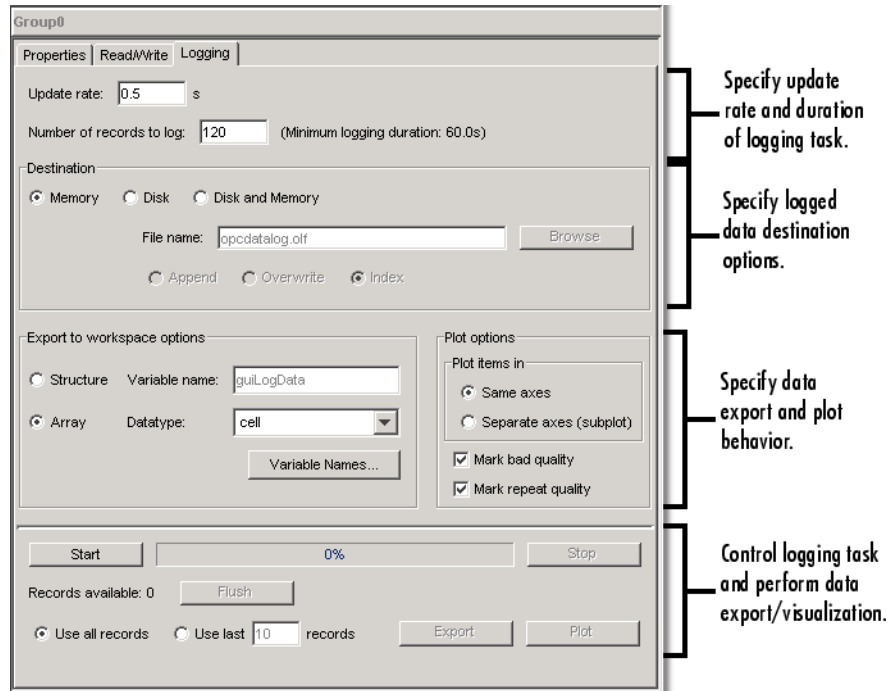 Group0
Properties Read/Write Logging
Update rate: 0.5 s
Number of records to log: 120 (Minimum logging duration: 60.0s)
Destination
Memory Disk Disk and Memory
File name: opcdatalog.olf Browse
Append Overwrite Index
Export to workspace options
Structure Variable name: guiLogData
Array Datatype: cell
Variable Names...
Plot options
Plot items in
Same axes
Separate axes (subplot)
Mark bad quality
Mark repeat quality
Start 0% Stop
Records available: 0 Flush
Use all records Use last 10 records Export Plot
Specify update
rate and duration
of logging task.
Specify logged
data destination
options.
Specify data
export and plot
behavior.
Control logging task
and perform data
export/visualization.